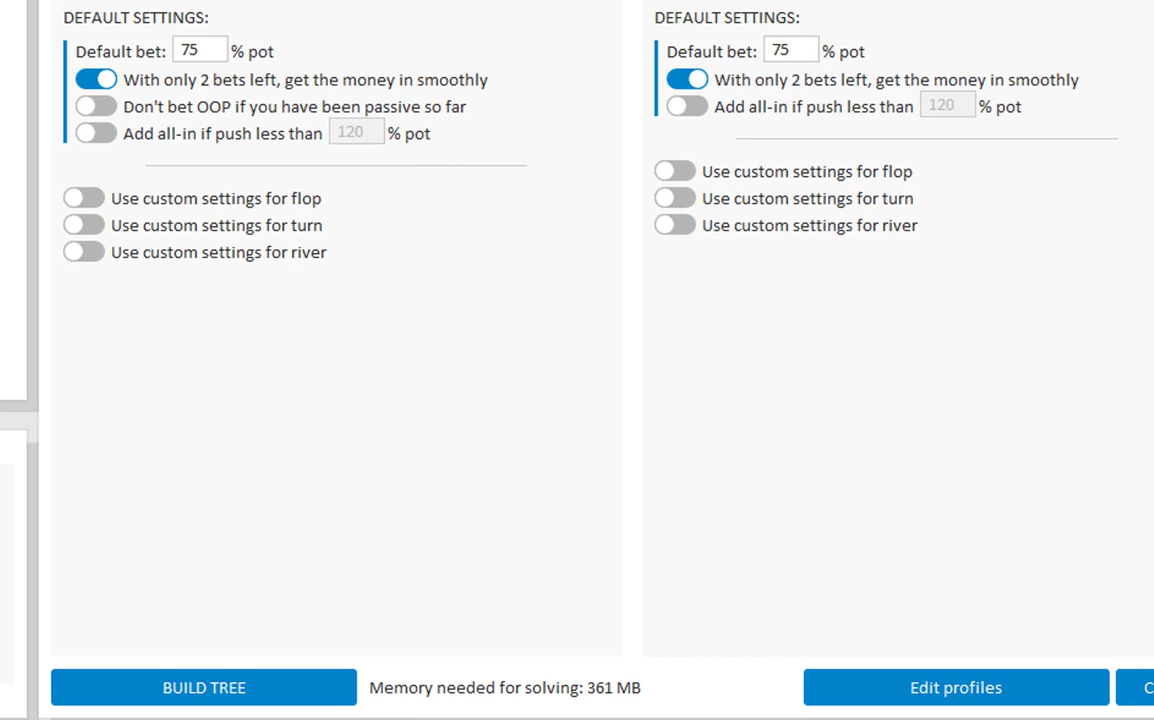 DEFAULT SETTINGS:
Default bet: 75 % pot
With only 2 bets left, get the money in smoothly
Don't bet OOP if you have been passive so far
Add all-in if push less than 120 % pot
Use custom settings for flop
Use custom settings for turn
Use custom settings for river
DEFAULT SETTINGS:
Default bet: 75 % pot
With only 2 bets left, get the money in smoothly
Add all-in if push less than 120 % pot
Use custom settings for flop
Use custom settings for turn
Use custom settings for river
BUILD TREE
Memory needed for solving: 361 MB
Edit profiles